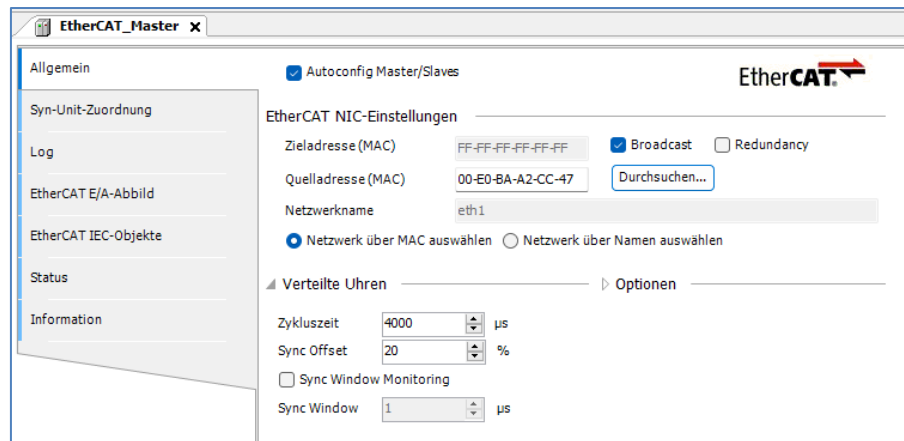 EtherCAT_Master
Allgemein
Syn-Unit-Zuordnung
Log
EtherCAT E/A-Abbild
EtherCAT IEC-Objekte
Status
Information
Autoconfig Master/Slaves
EtherCAT
EtherCAT NIC-Einstellungen
Zieladresse (MAC) FF-FF-FF-FF-FF-FF Broadcast Redundancy
Quelladresse (MAC) 00-E0-BA-A2-CC-47 Durchsuchen...
Netzwerkname eth1
Netzwerk über MAC auswählen Netzwerk über Namen auswählen
Verteilte Uhren Optionen
Zykluszeit 4000 µs
Sync Offset 20 %
Sync Window Monitoring
Sync Window 1 µs